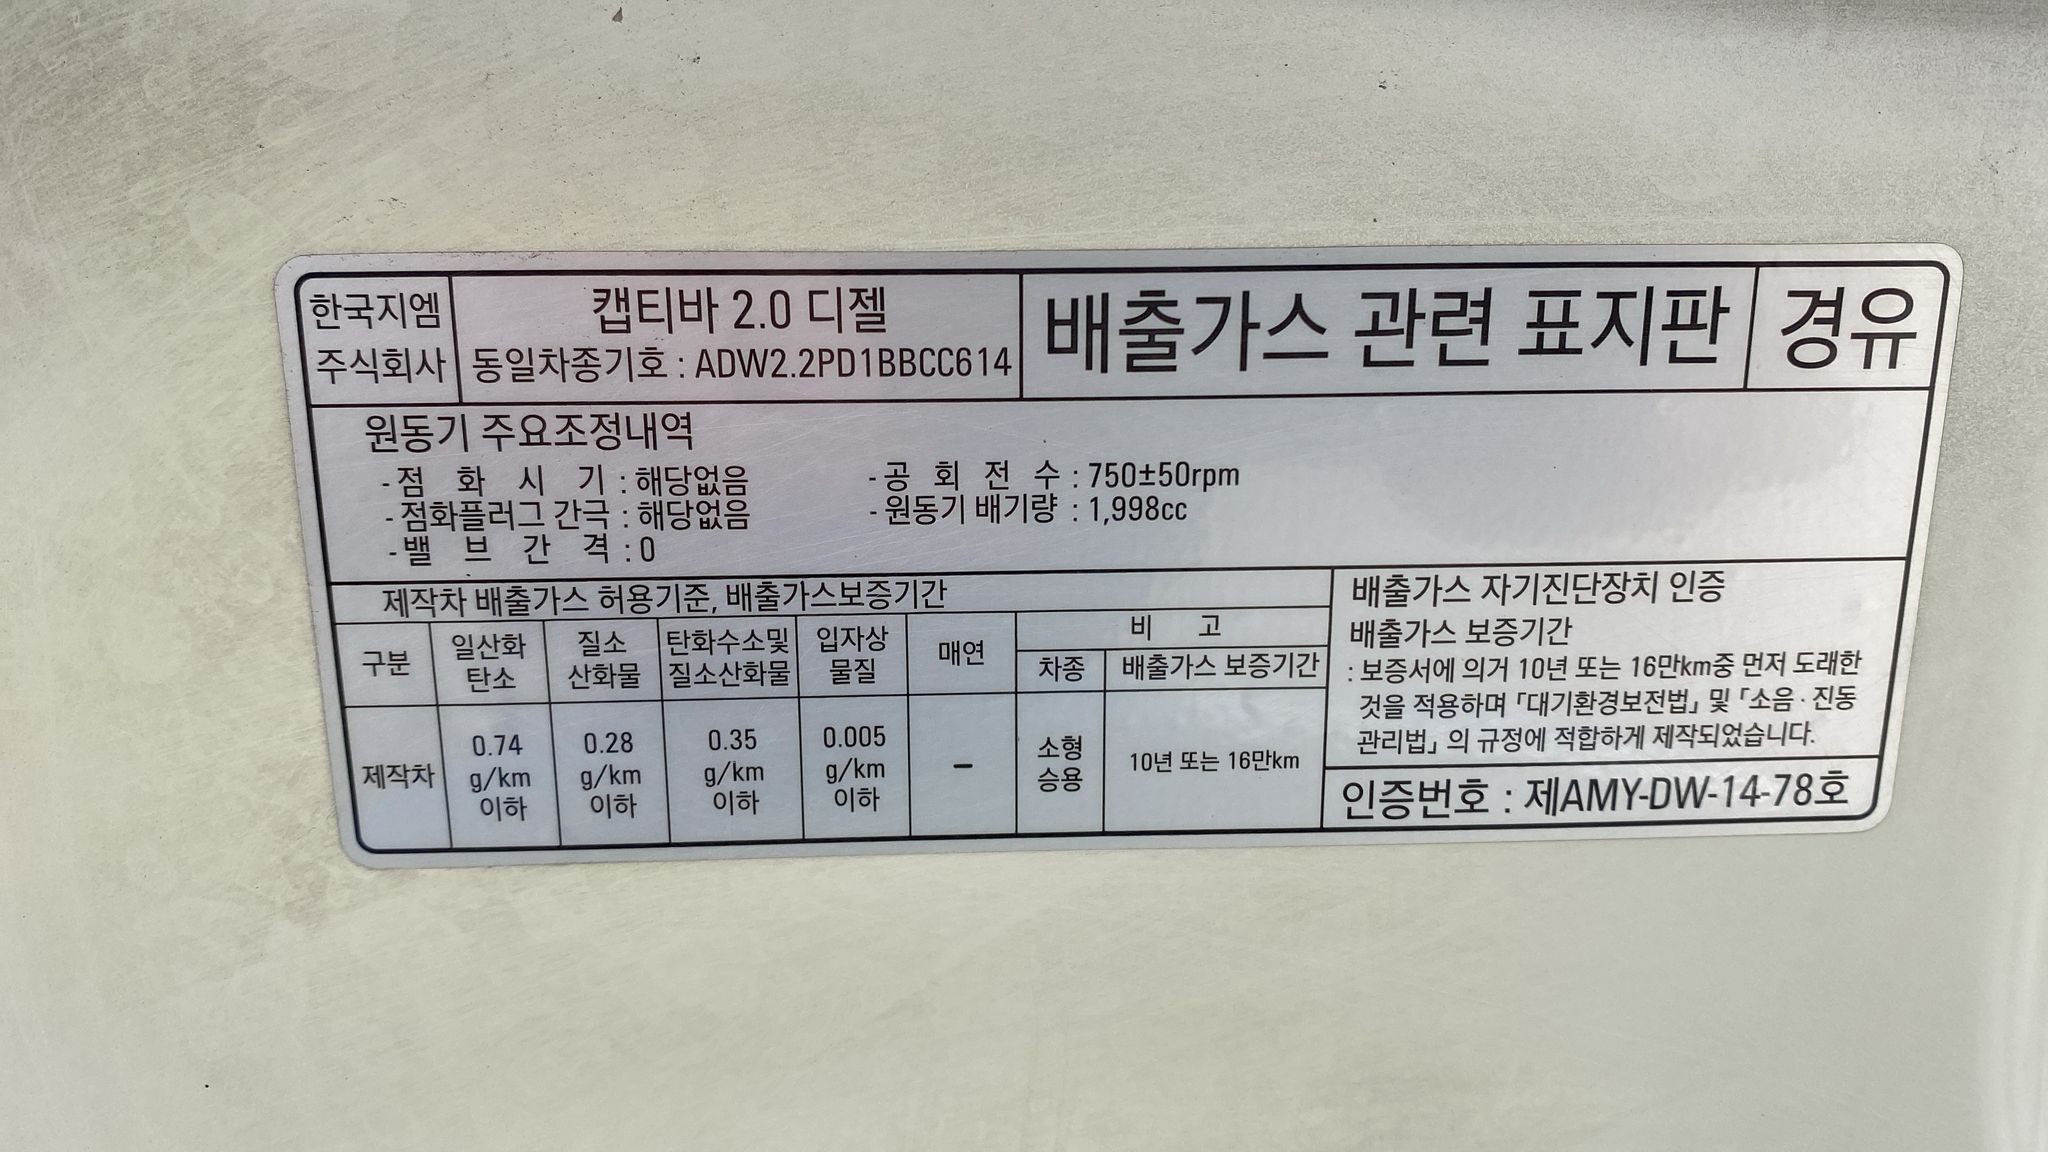 한국지엠
주식회사
캡티바 2.0 디젤
동일차종기호 : ADW2.2PD1BBCC614
배출가스 관련 표지판
경유
원동기 주요조정내역
- 점 화 시 기 : 해당없음
- 점화플러그 간극 : 해당없음
- 밸 브 간 격 : 0
- 공 회 전 수 : 750±50rpm
- 원동기 배기량 : 1,998cc
제작차 배출가스 허용기준, 배출가스보증기간
구분
일산화
탄소
질소
산화물
탄화수소및
질소산화물
입자상
물질
매연
비 고
차종
배출가스 보증기간
제작차
0.74
g/km
이하
0.28
g/km
이하
0.35
g/km
이하
0.005
g/km
이하
–
소형
승용
10년 또는 16만km
배출가스 자기진단장치 인증
배출가스 보증기간
: 보증서에 의거 10년 또는 16만km중 먼저 도래한
것을 적용하며 「대기환경보전법」 및 「소음·진동
관리법」 의 규정에 적합하게 제작되었습니다.
인증번호 : 제AMY-DW-14-78호